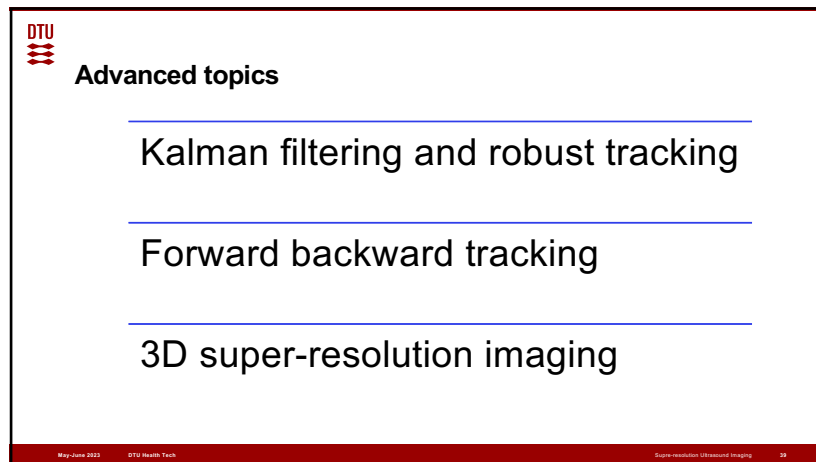 DTU
Advanced topics
Kalman filtering and robust tracking
Forward backward tracking
3D super-resolution imaging
May-June 2023 DTU Health Tech Supre-resolution Ultrasound Imaging 39